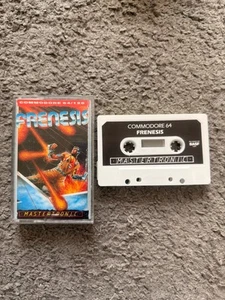 COMMODORE 64/128
FRENESIS
MASTERTRONIC
COMMODORE 64
FRENESIS
MASTERTRONIC